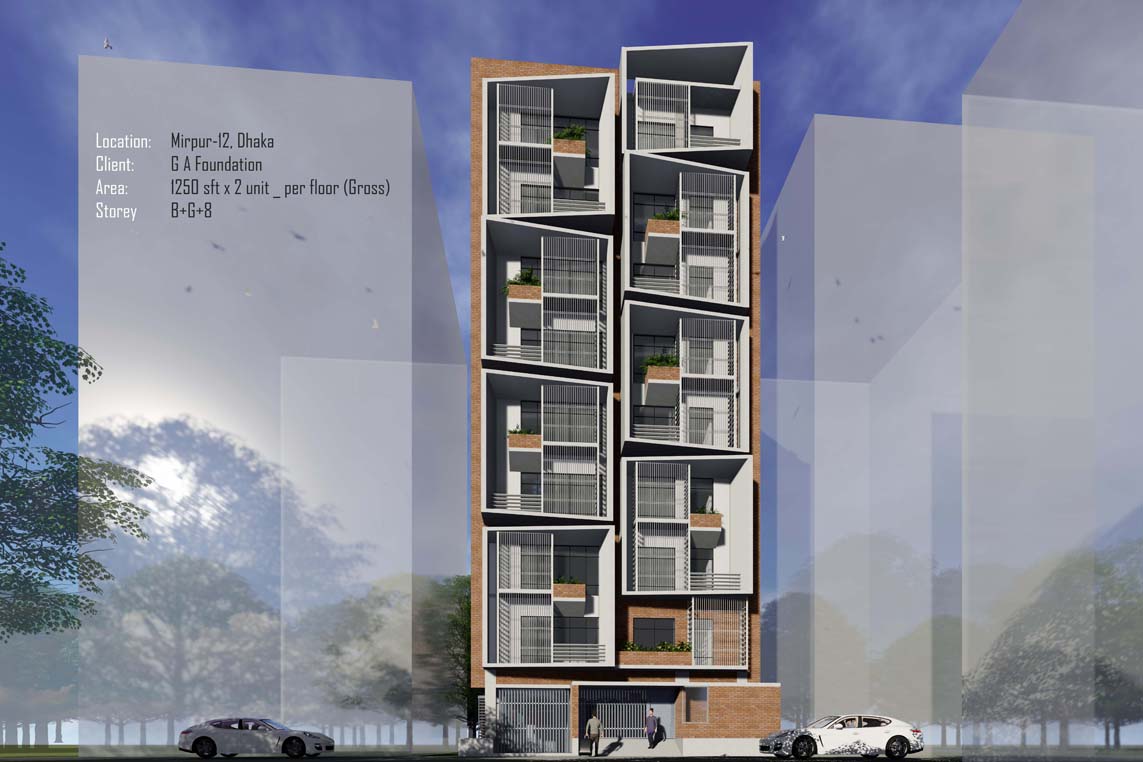 Location: Mirpur-12, Dhaka
Client: G A Foundation
Area: 1250 sft x 2 unit _ per floor (Gross)
Storey B+G+8